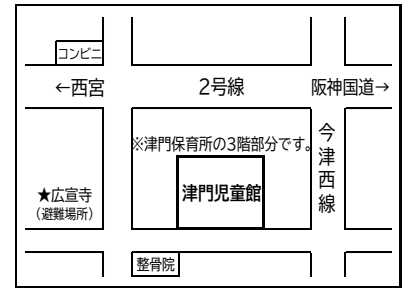 コンビニ
←西宮
2号線
阪神国道→
※津門保育所の3階部分です。
今津西線
津門児童館
★広宣寺
（避難場所）
整骨院